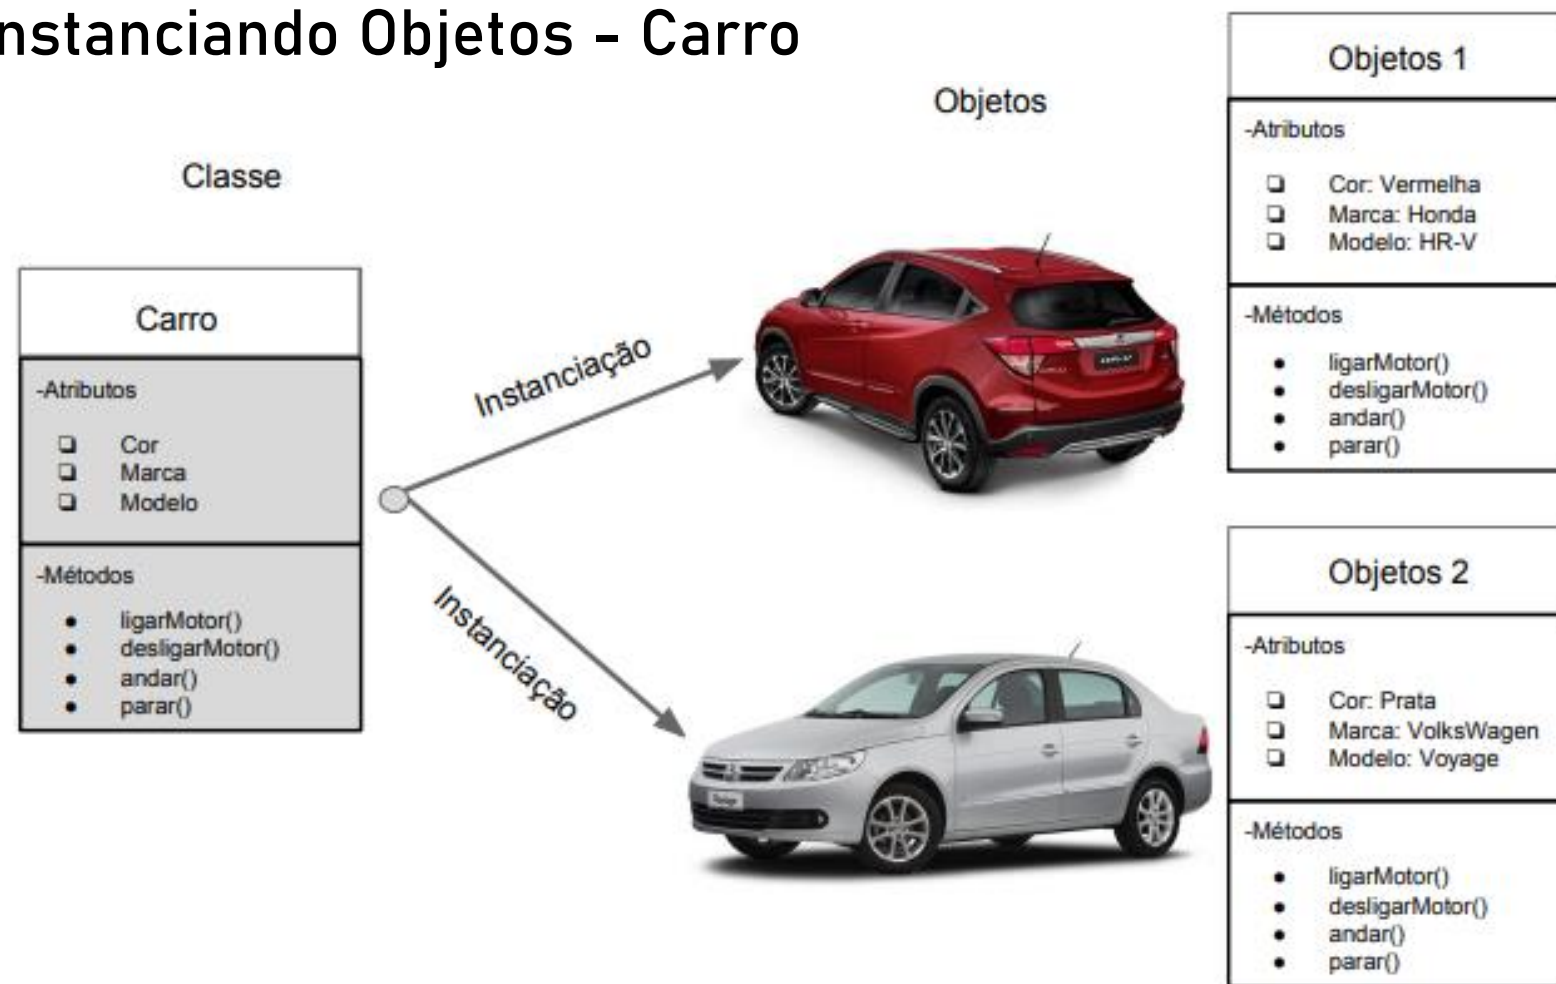 nstanciando Objetos - Carro
Classe
Carro
-Atributos
❑ Cor
❑ Marca
❑ Modelo
-Métodos
● ligarMotor()
● desligarMotor()
● andar()
● parar()
Instanciação
Instanciação
Objetos
HR-V
Objetos 1
-Atributos
❑ Cor: Vermelha
❑ Marca: Honda
❑ Modelo: HR-V
-Métodos
● ligarMotor()
● desligarMotor()
● andar()
● parar()
Voyage
Objetos 2
-Atributos
❑ Cor: Prata
❑ Marca: VolksWagen
❑ Modelo: Voyage
-Métodos
● ligarMotor()
● desligarMotor()
● andar()
● parar()